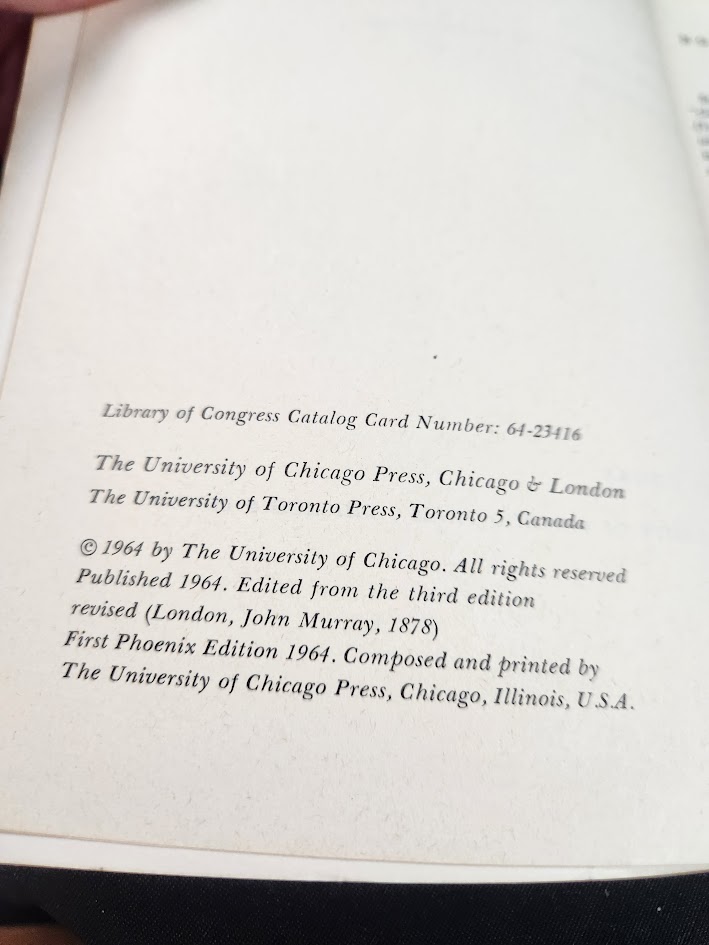 Library of Congress Catalog Card Number: 64-23416
The University of Chicago Press, Chicago & London
The University of Toronto Press, Toronto 5, Canada
© 1964 by The University of Chicago. All rights reserved
Published 1964. Edited from the third edition
revised (London, John Murray, 1878)
First Phoenix Edition 1964. Composed and printed by
The University of Chicago Press, Chicago, Illinois, U.S.A.